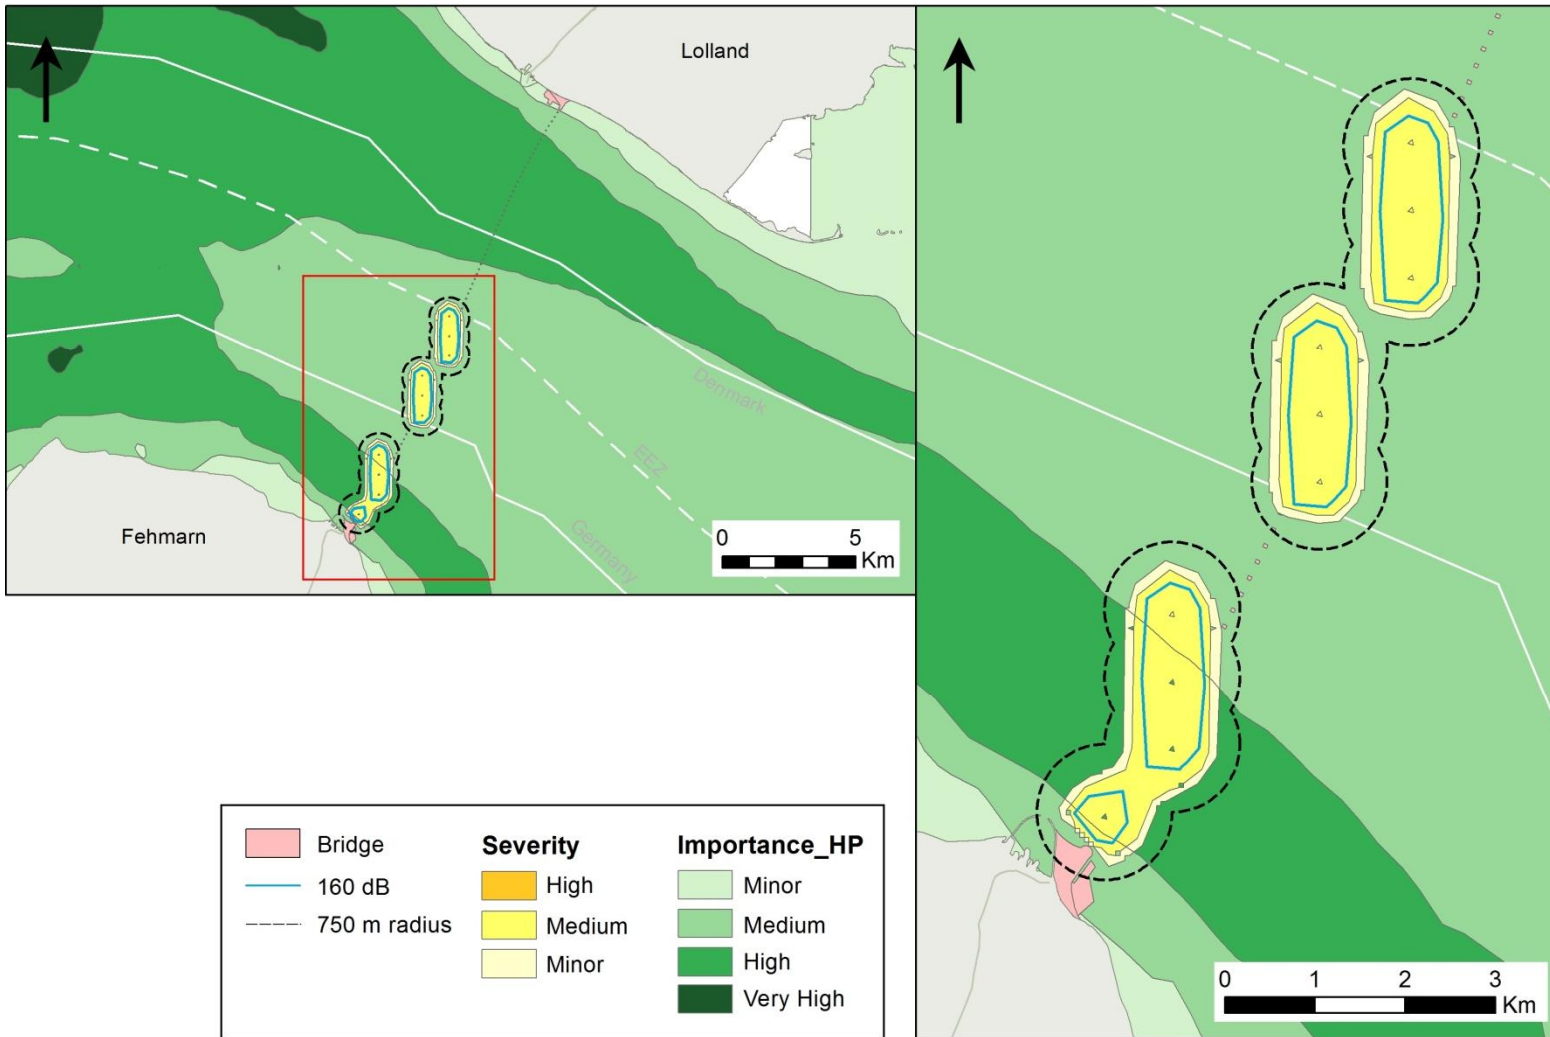 Lolland
Denmark
EEZ
Germany
Fehmarn
0 5
Km
Bridge
160 dB
750 m radius
Severity
High
Medium
Minor
Importance_HP
Minor
Medium
High
Very High
0 1 2 3
Km